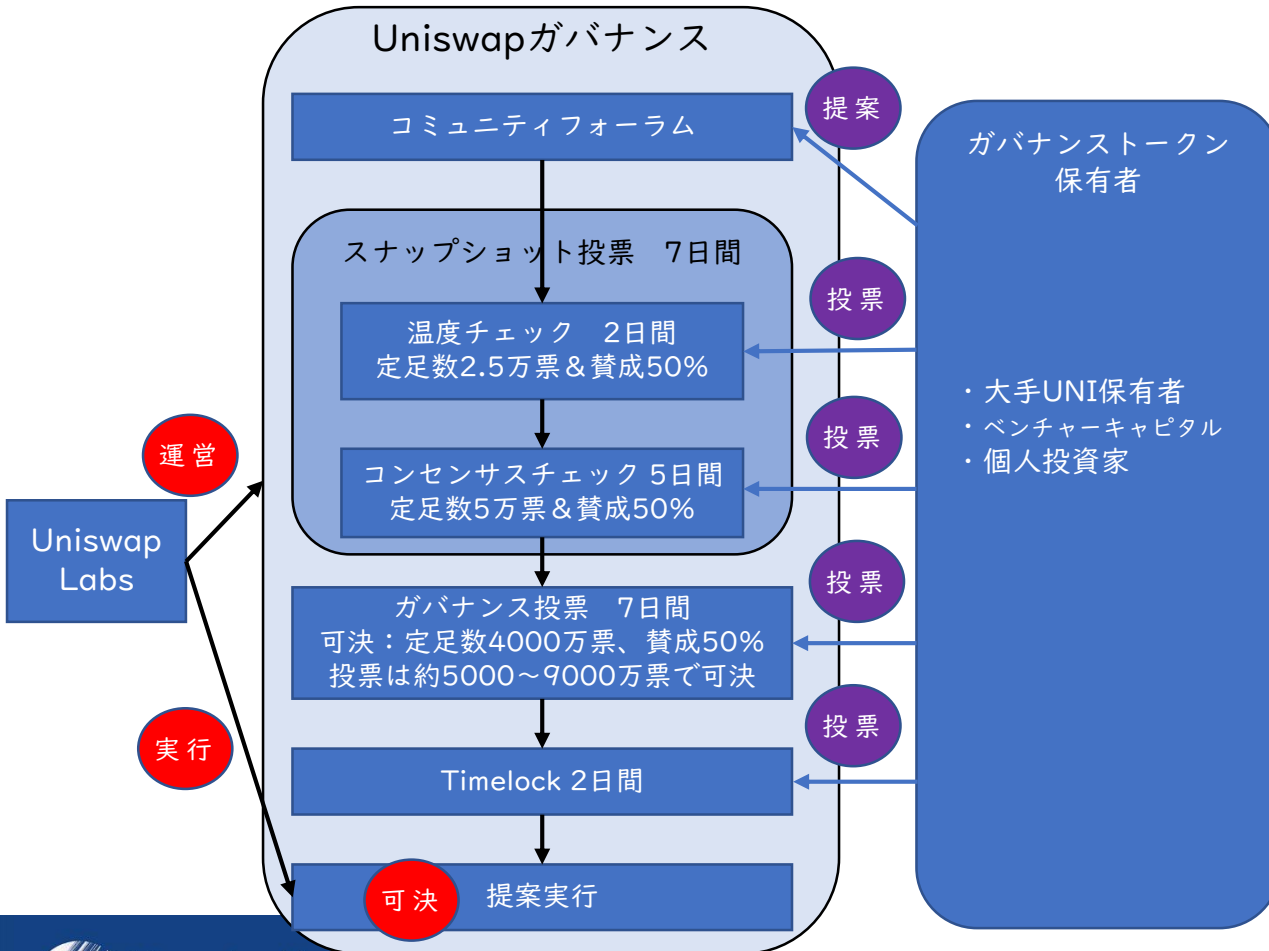 Uniswapガバナンス
コミュニティフォーラム
提案
ガバナンストークン
保有者
スナップショット投票　7日間
温度チェック　2日間
定足数2.5万票＆賛成50%
投票
・大手UNI保有者
・ベンチャーキャピタル
・個人投資家
コンセンサスチェック 5日間
定足数5万票＆賛成50%
投票
運営
Uniswap
Labs
ガバナンス投票　7日間
可決：定足数4000万票、賛成50%
投票は約5000～9000万票で可決
投票
実行
Timelock 2日間
投票
可決
提案実行